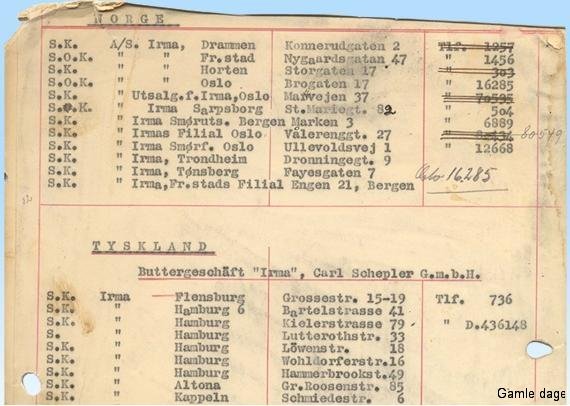 NORGE
S.K. A/S. Irma, Drammen Konnerudgaten 2 Tlf. 1257
S.O.K. " " Fr.stad Nygaardsgatan 47 " 1456
S.K. " " Horten Storgaten 17 " 303
S.O.K. " " Oslo Brogaten 17 " 16285
S.K. " Utsalg.f.Irma,Oslo Marvejen 37 " 70595
S.O.K. " Irma Sarpsborg St.Mariegt. 82 " 504
S.K. " Irma Smøruts. Bergen Marken 3 " 6889
S.K. " Irmas Filial Oslo Vålerenggt. 27 " 80549
S.K. " Irma Smørf. Oslo Ullevoldsvej 1 " 12668
S.K. " Irma, Trondheim Dronningegt. 9
S.K. " Irma, Tønsberg Fayesgaten 7 Oslo 16.285
S.K. " Irma,Fr.stads Filial Engen 21, Bergen
TYSKLAND
Buttergeschäft "Irma", Carl Schepler G.m.b.H.
S.K. Irma Flensburg Grossestr. 15-19 Tlf. 736
S.K. " Hamburg 6 Bartelstrasse 41
S.K. " Hamburg Kielerstrasse 79 " D.436148
S. " Hamburg Lutterothstr. 33
S.K. " Hamburg Löwenstr. 18
S.K. " Hamburg Wohldorferstr.16
S.K. " Hamburg Hammerbrookst.49
S.K. " Altona Gr.Roosenstr. 85
S.K. " Kappeln Schmiedestr. 6
Gamle dage